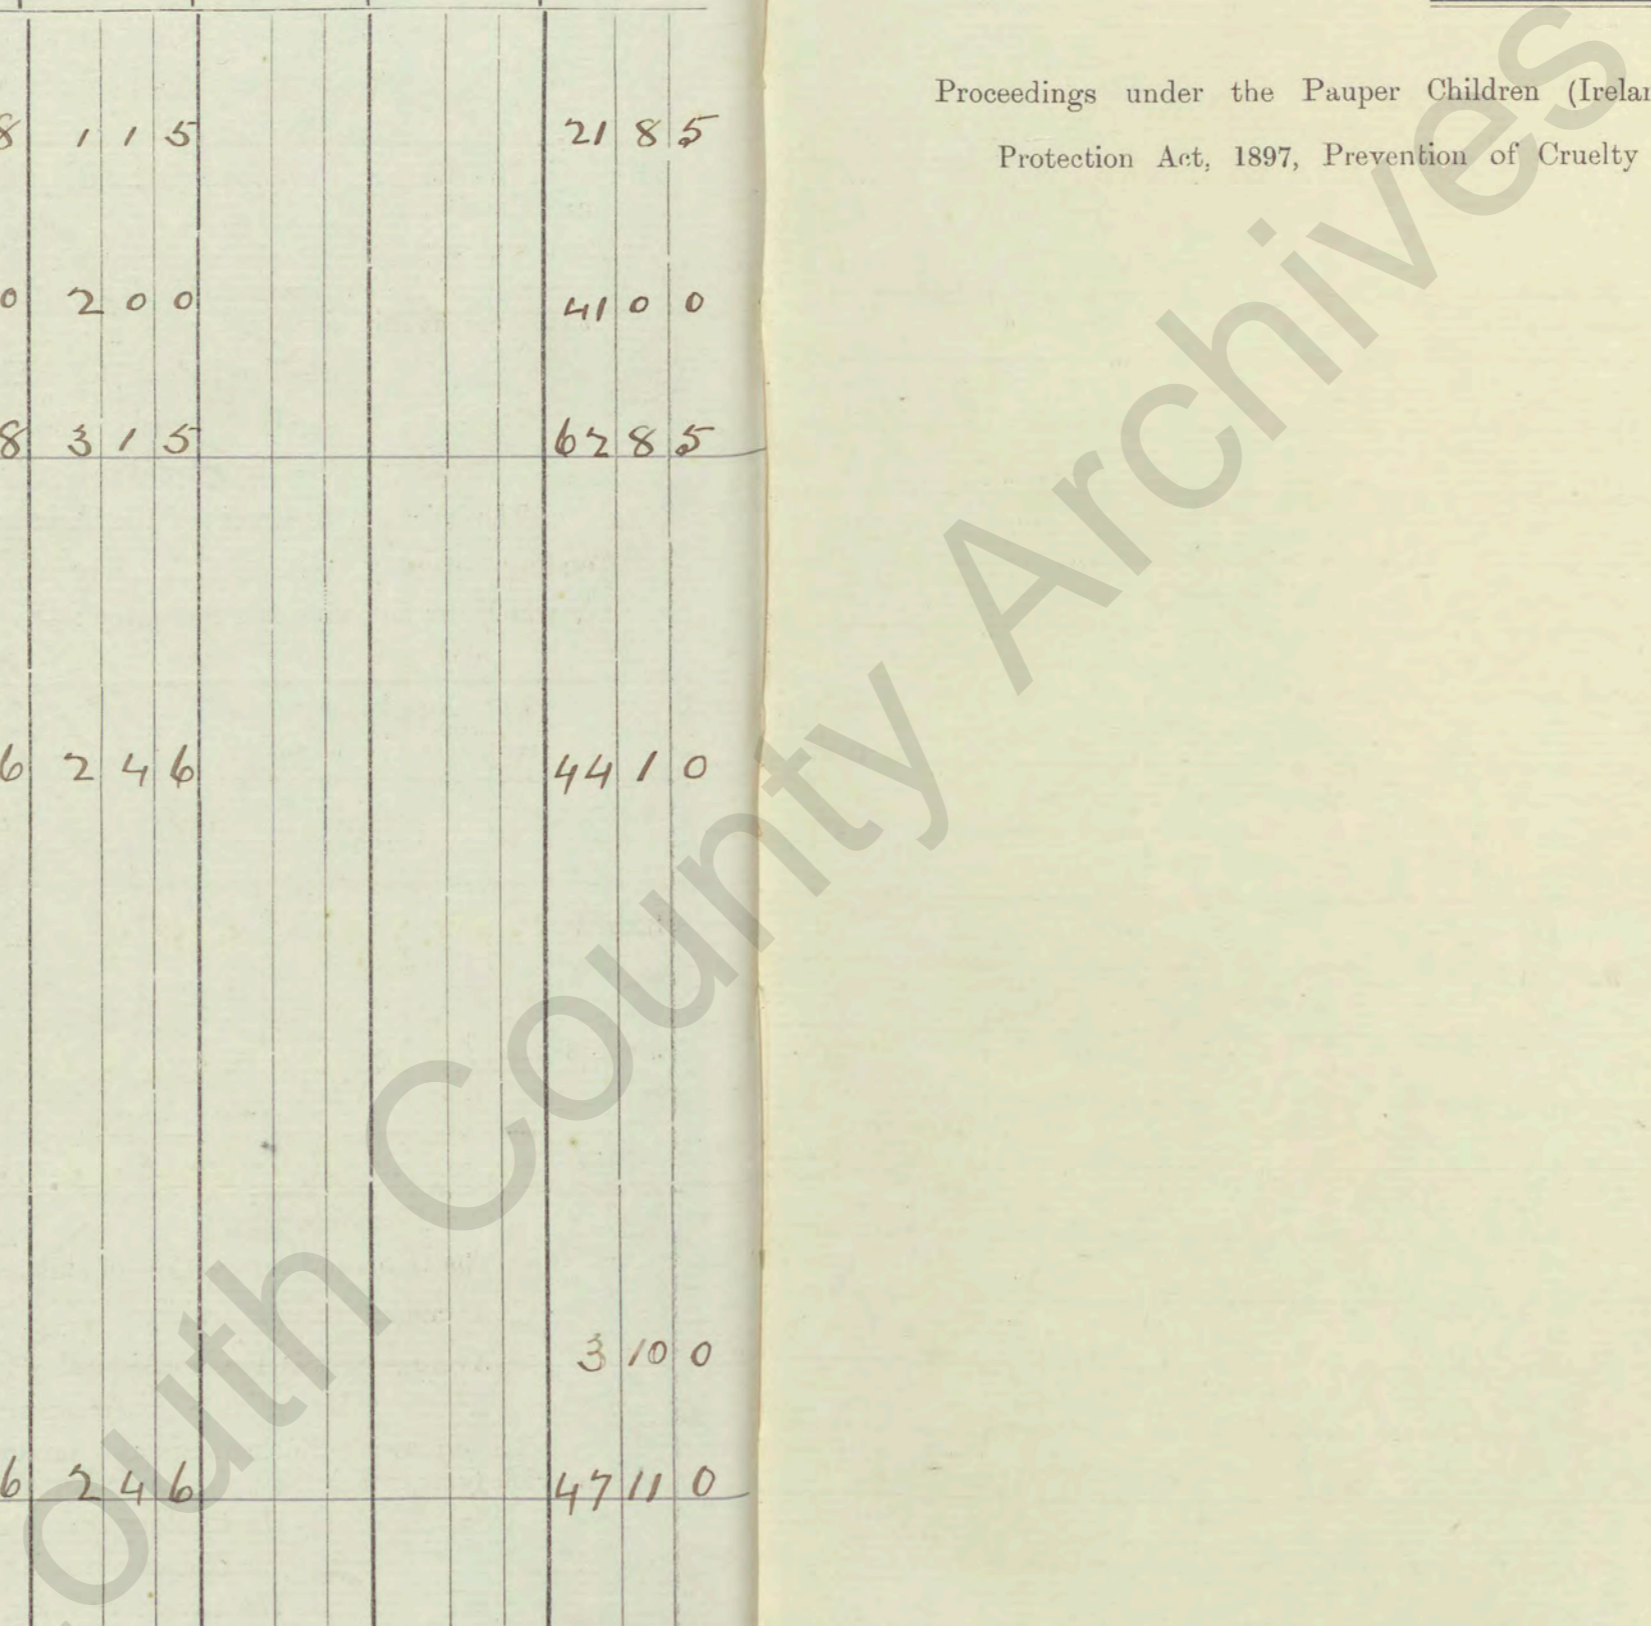 8 1 1 5 21 8 5
0 2 0 0 41 0 0
8 3 1 5 62 8 5
6 2 4 6 44 1 0
3 10 0
6 2 4 6 47 11 0
Proceedings under the Pauper Children (Irelan
Protection Act, 1897, Prevention of Cruelty
outh County Archives